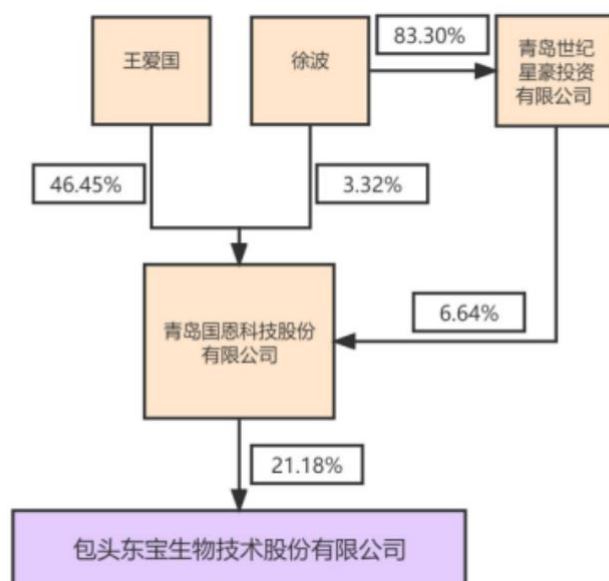 王爱国
徐波
83.30%
青岛世纪
星豪投资
有限公司
46.45%
3.32%
青岛国恩科技股份
有限公司
6.64%
21.18%
包头东宝生物技术股份有限公司